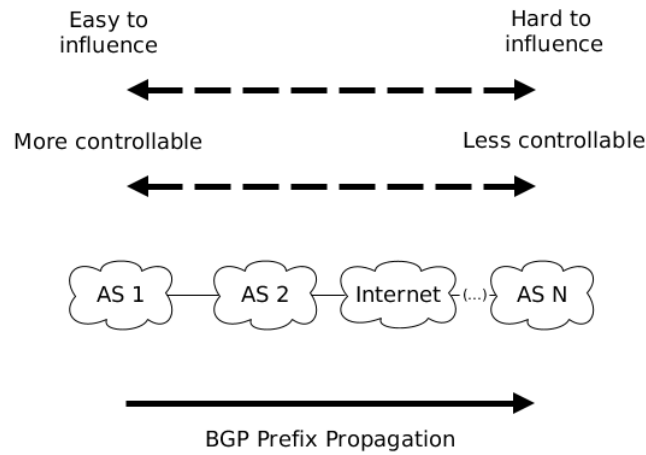 Easy to
influence
Hard to
influence
More controllable
Less controllable
AS 1
AS 2
Internet
(...)
AS N
BGP Prefix Propagation